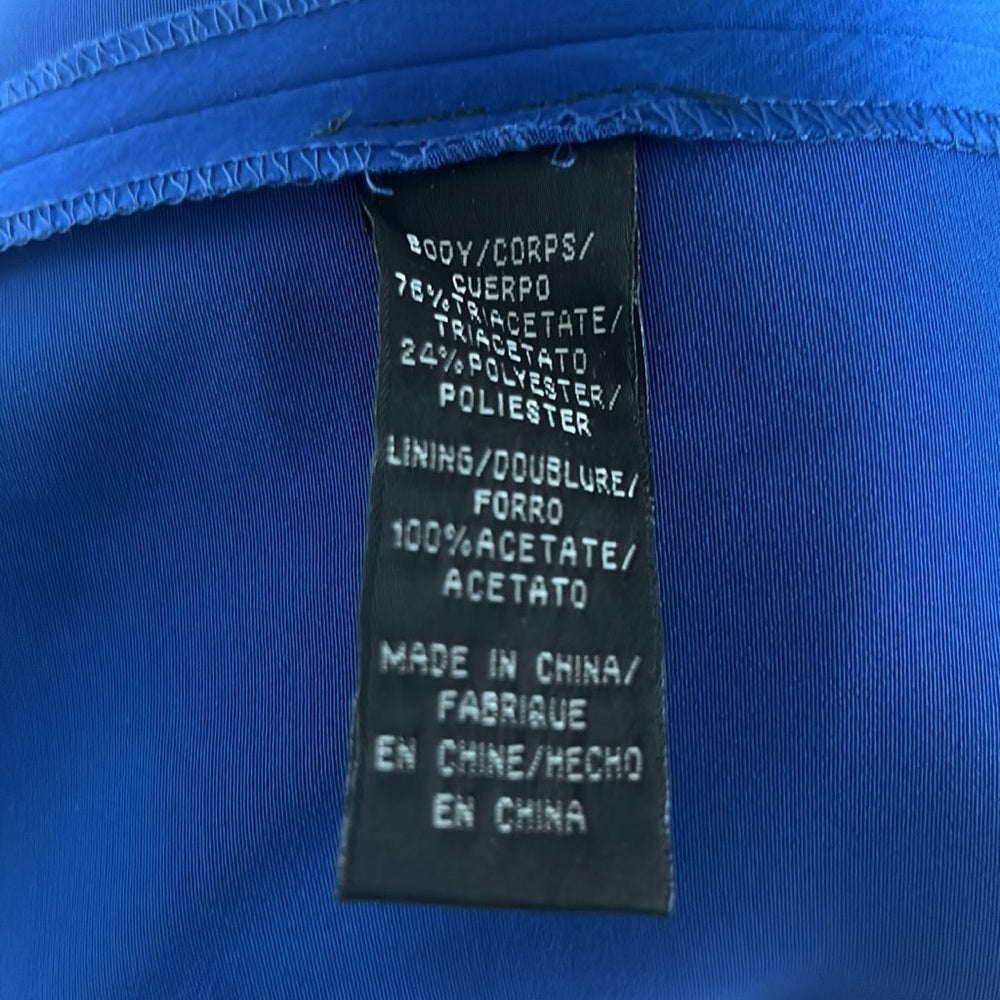 BODY/CORPS/
CUERPO
76%TRIACETATE/
TRIACETATO
24%POLYESTER/
POLIESTER
LINING/DOUBLURE/
FORRO
100%ACETATE/
ACETATO
MADE IN CHINA/
FABRIQUE
EN CHINE/HECHO
EN CHINA